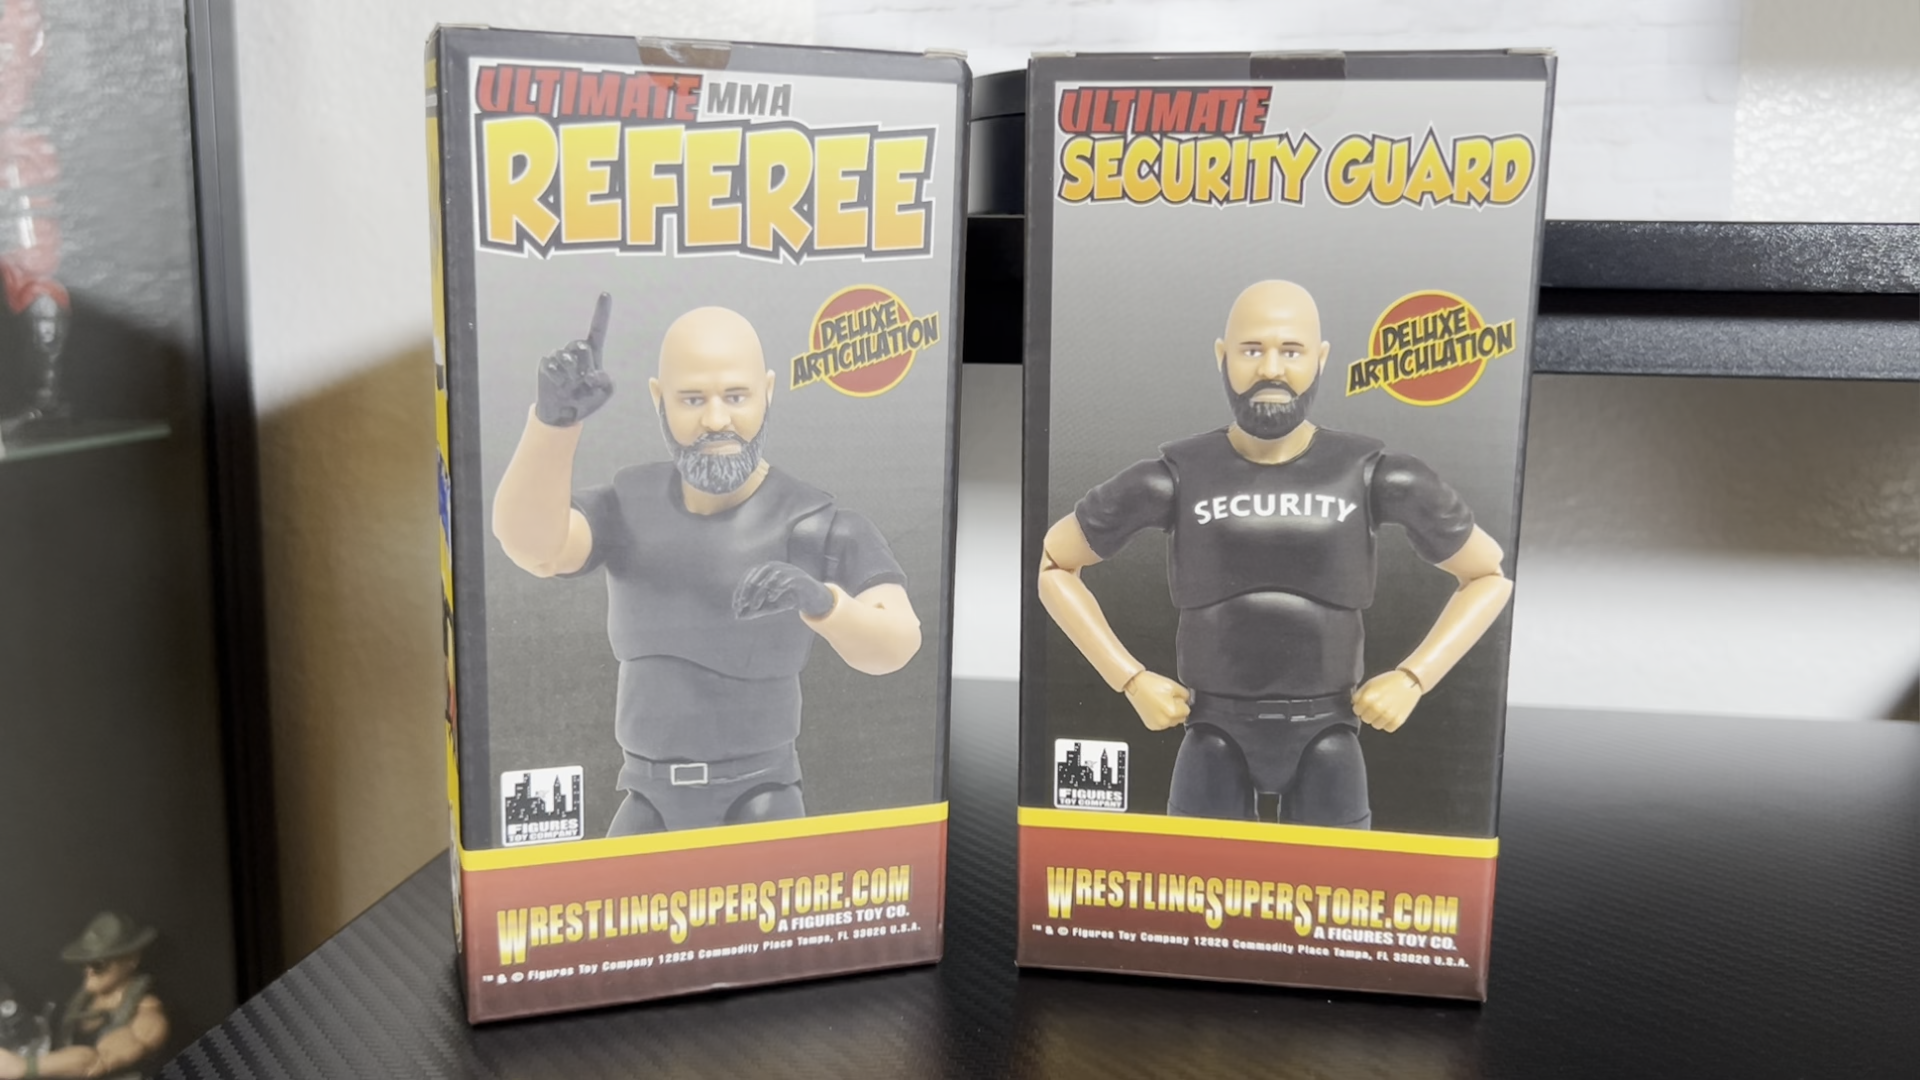 ULTIMATE MMA
REFEREE
DELUXE
ARTICULATION
FIGURES
TOY COMPANY
WRESTLINGSUPERSTORE.COM
A FIGURES TOY CO.
™ & © Figures Toy Company 12920 Commodity Place Tampa, FL 33626 U.S.A.
ULTIMATE
SECURITY GUARD
DELUXE
ARTICULATION
SECURITY
FIGURES
TOY COMPANY
WRESTLINGSUPERSTORE.COM
A FIGURES TOY CO.
™ & © Figures Toy Company 12920 Commodity Place Tampa, FL 33626 U.S.A.